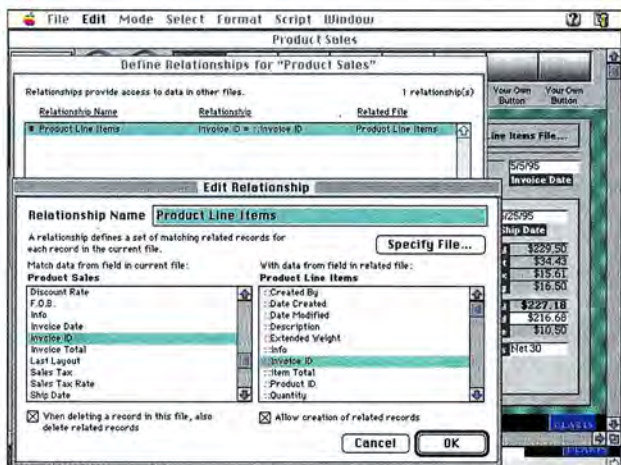 File Edit Mode Select Format Script Window
Product Sales
Define Relationships for "Product Sales"
Relationships provide access to data in other files.
1 relationship(s)
Relationship Name Relationship Related File
Product Line Items Invoice ID = ::Invoice ID Product Line Items
Your Own Button
Your Own Button
Line Items File...
5/5/95
Invoice Date
/25/95
Ship Date
$229.50
$34.43
$15.61
$16.50
$227.18
$216.68
$10.50
Net 30
Edit Relationship
Relationship Name Product Line Items
A relationship defines a set of matching related records for
each record in the current file.
Specify File...
Match data from field in current file:
Product Sales
Discount Rate
F.O.B.
Info
Invoice Date
Invoice ID
Invoice Total
Last Layout
Sales Tax
Sales Tax Rate
Ship Date
With data from field in related file:
Product Line Items
::Created By
::Date Created
::Date Modified
::Description
::Extended Weight
::Info
::Invoice ID
::Item Total
::Product ID
::Quantity
When deleting a record in this file, also
delete related records
Allow creation of related records
Cancel
OK
CLARIS
CLARIS